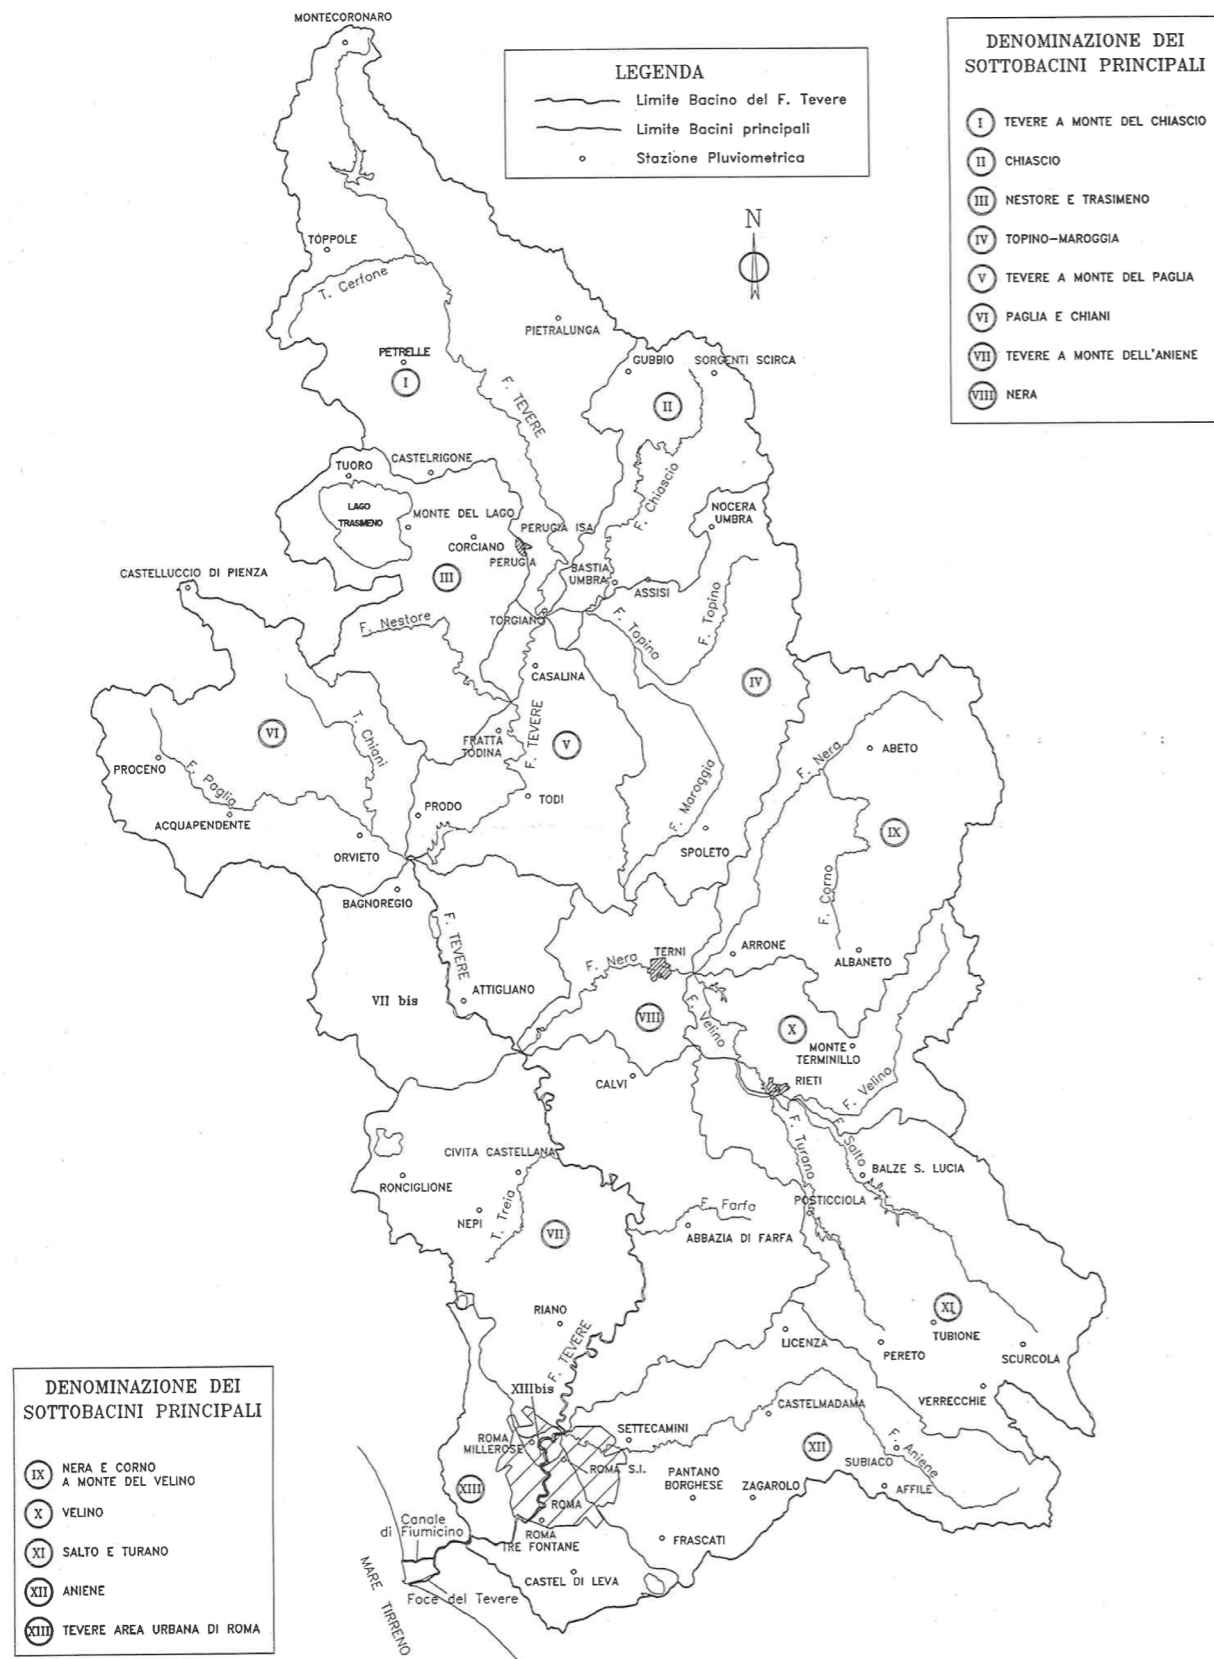 MONTECORONARO
LEGENDA
Limite Bacino del F. Tevere
Limite Bacini principali
Stazione Pluviometrica
DENOMINAZIONE DEI
SOTTOBACINI PRINCIPALI
I TEVERE A MONTE DEL CHIASCIO
II CHIASCIO
III NESTORE E TRASIMENO
IV TOPINO-MAROGGIA
V TEVERE A MONTE DEL PAGLIA
VI PAGLIA E CHIANI
VII TEVERE A MONTE DELL'ANIENE
VIII NERA
N
TOPPOLE
T. Cerfone
PIETRALUNGA
PETRELLE
I
GUBBIO
SORGENTI SCIRCA
II
F. TEVERE
TUORO
CASTELRIGONE
LAGO
TRASIMENO
MONTE DEL LAGO
CORCIANO
PERUGIA ISA
PERUGIA
F. Chiascio
NOCERA
UMBRA
BASTIA
UMBRA
ASSISI
CASTELLUCCIO DI PIENZA
III
F. Nestore
TORGIANO
F. Topino
F. Topino
CASALINA
IV
VI
T. Chiani
FRATTA
TODINA
F. TEVERE
V
F. Nera
ABETO
PROCENO
F. Paglia
ACQUAPENDENTE
PRODO
TODI
F. Maroggia
ORVIETO
SPOLETO
IX
BAGNOREGIO
F. Corno
F. TEVERE
TERNI
ARRONE
ALBANETO
F. Nera
ATTIGLIANO
VII bis
VIII
F. Velino
X
MONTE
TERMINILLO
CALVI
RIETI
F. Velino
F. Turano
F. Salto
CIVITA CASTELLANA
BALZE S. LUCIA
RONCIGLIONE
POSTICCIOLA
NEPI
T. Treia
VII
F. Farfa
ABBAZIA DI FARFA
RIANO
F. TEVERE
LICENZA
XI
TUBIONE
PERETO
SCURCOLA
VERRECCHIE
XIIIbis
CASTELMADAMA
SETTECAMINI
ROMA
MILLEROSE
XII
F. Aniene
SUBIACO
ROMA S.I.
PANTANO
BORGHESE
ZAGAROLO
AFFILE
XIII
ROMA
Canale
di Fiumicino
ROMA
TRE FONTANE
FRASCATI
CASTEL DI LEVA
Foce del Tevere
MARE TIRRENO
DENOMINAZIONE DEI
SOTTOBACINI PRINCIPALI
IX NERA E CORNO
A MONTE DEL VELINO
X VELINO
XI SALTO E TURANO
XII ANIENE
XIII TEVERE AREA URBANA DI ROMA